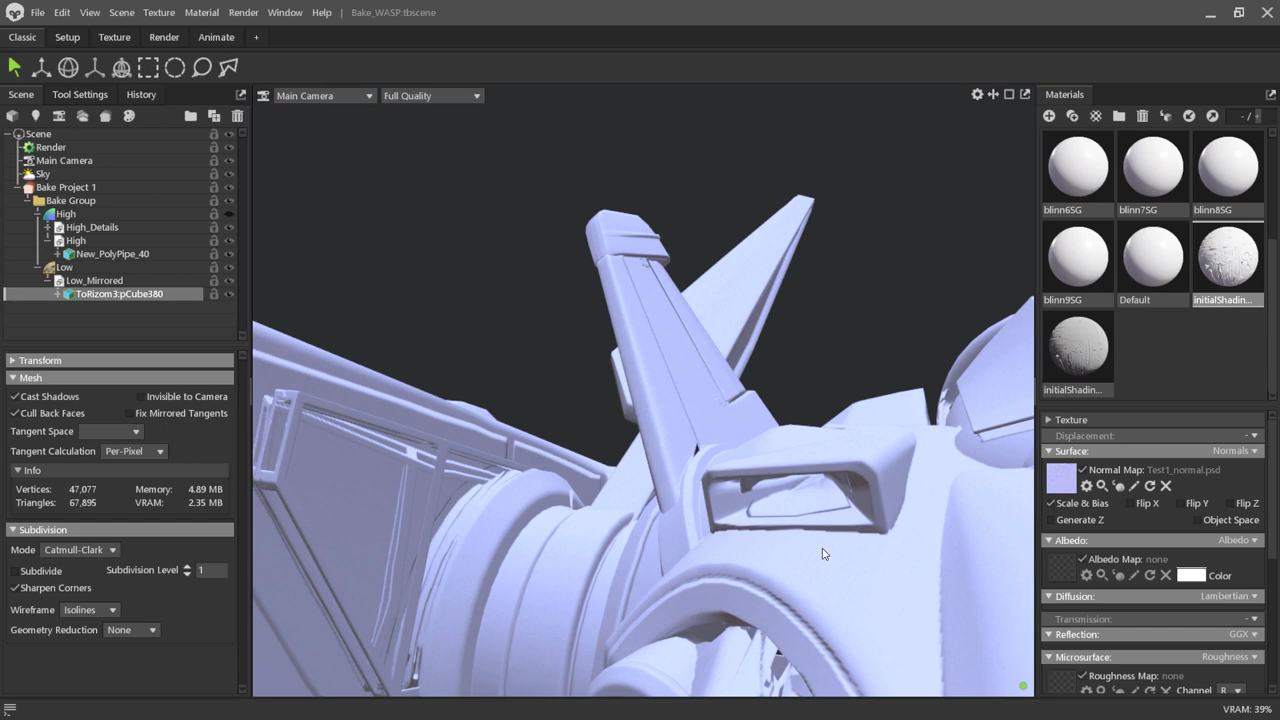 File Edit View Scene Texture Material Render Window Help Bake_WASP.tbscene
Classic Setup Texture Render Animate +
Scene Tool Settings History
Main Camera Full Quality
Materials
- /
Scene
Render
Main Camera
Sky
Bake Project 1
Bake Group
High
High_Details
High
New_PolyPipe_40
Low
Low_Mirrored
ToRizom3:pCube380
Transform
Mesh
Cast Shadows Invisible to Camera
Cull Back Faces Fix Mirrored Tangents
Tangent Space
Tangent Calculation Per-Pixel
Info
Vertices: 47,077 Memory: 4.89 MB
Triangles: 67,895 VRAM: 2.35 MB
Subdivision
Mode Catmull-Clark
Subdivide Subdivision Level 1
Sharpen Corners
Wireframe Isolines
Geometry Reduction None
blinn6SG blinn7SG blinn8SG
blinn9SG Default initialShadin...
initialShadin...
Texture
Displacement: -
Surface: Normals
Normal Map: Test1_normal.psd
Scale & Bias Flip X Flip Y Flip Z
Generate Z Object Space
Albedo: Albedo
Albedo Map: none
Color
Diffusion: Lambertian
Transmission: -
Reflection: GGX
Microsurface: Roughness
Roughness Map: none
Channel R
VRAM: 39%